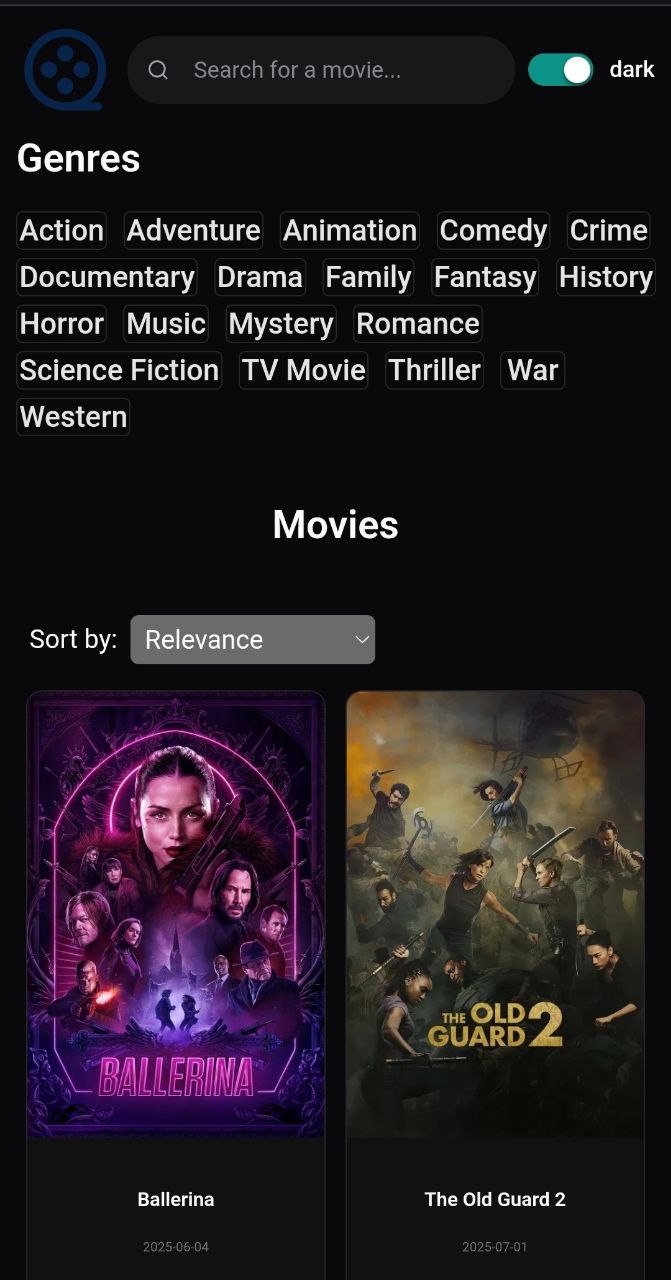 Search for a movie... dark
Genres
Action Adventure Animation Comedy Crime
Documentary Drama Family Fantasy History
Horror Music Mystery Romance
Science Fiction TV Movie Thriller War
Western
Movies
Sort by: Relevance
BALLERINA
THE OLD
GUARD 2
Ballerina The Old Guard 2
2025-06-04 2025-07-01